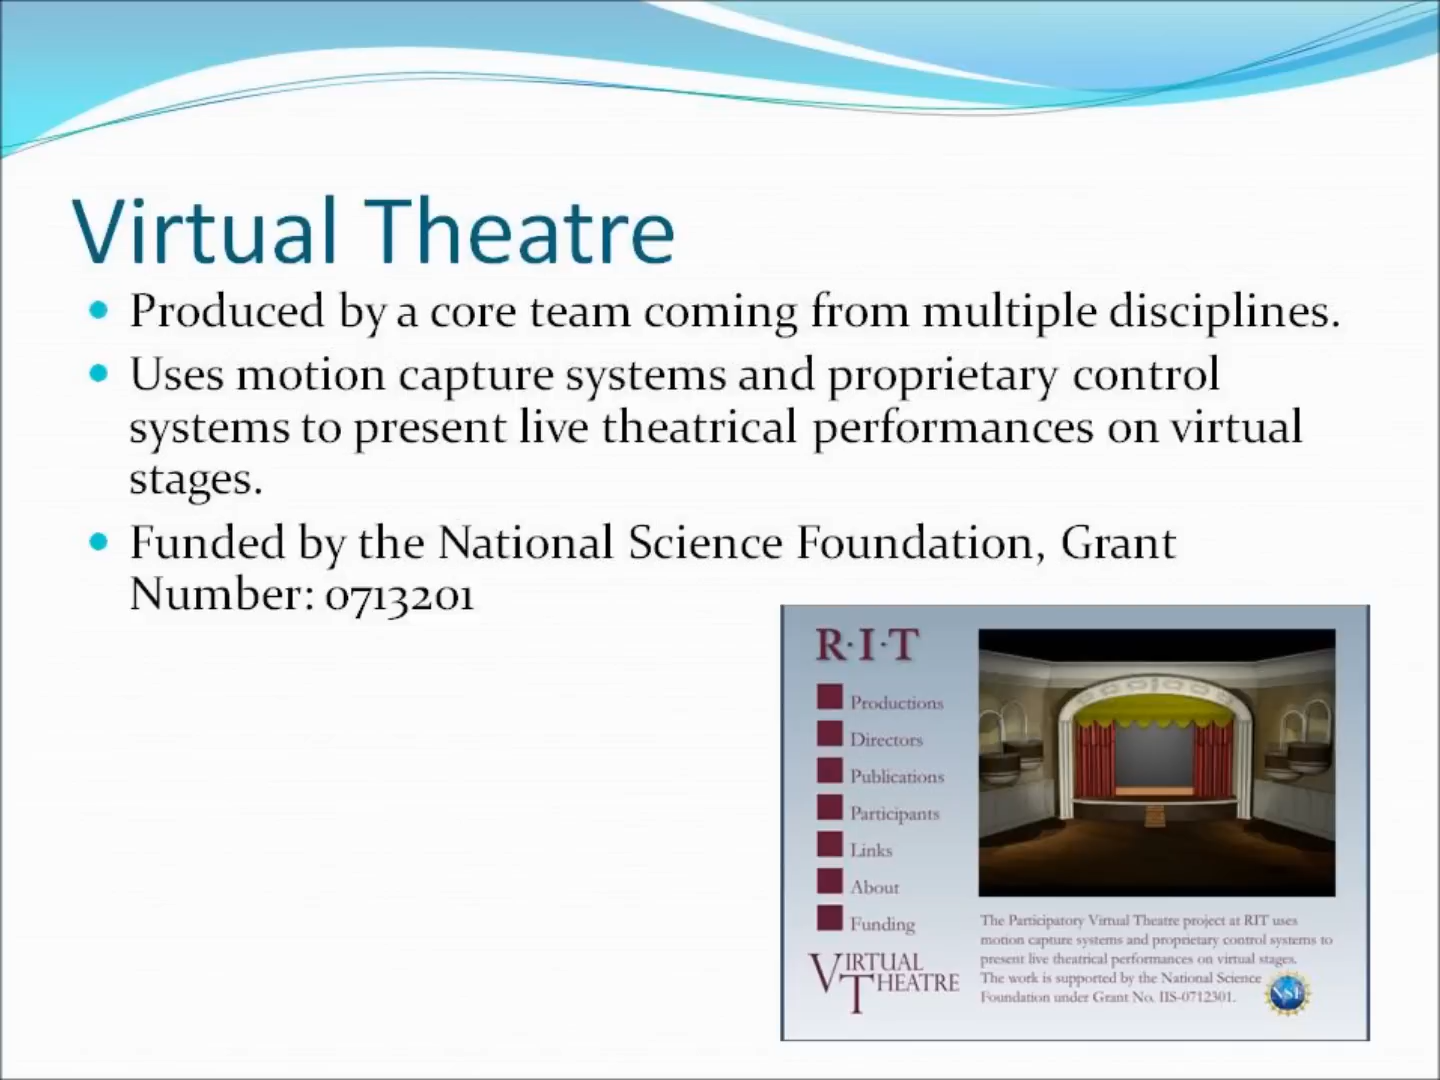 Virtual Theatre
Produced by a core team coming from multiple disciplines.
Uses motion capture systems and proprietary control
systems to present live theatrical performances on virtual
stages.
Funded by the National Science Foundation, Grant
Number: 0713201
R·I·T
Productions
Directors
Publications
Participants
Links
About
Funding
VIRTUAL
THEATRE
The Participatory Virtual Theatre project at RIT uses
motion capture systems and proprietary control systems to
present live theatrical performances on virtual stages.
The work is supported by the National Science
Foundation under Grant No. IIS-0712301.
NSF